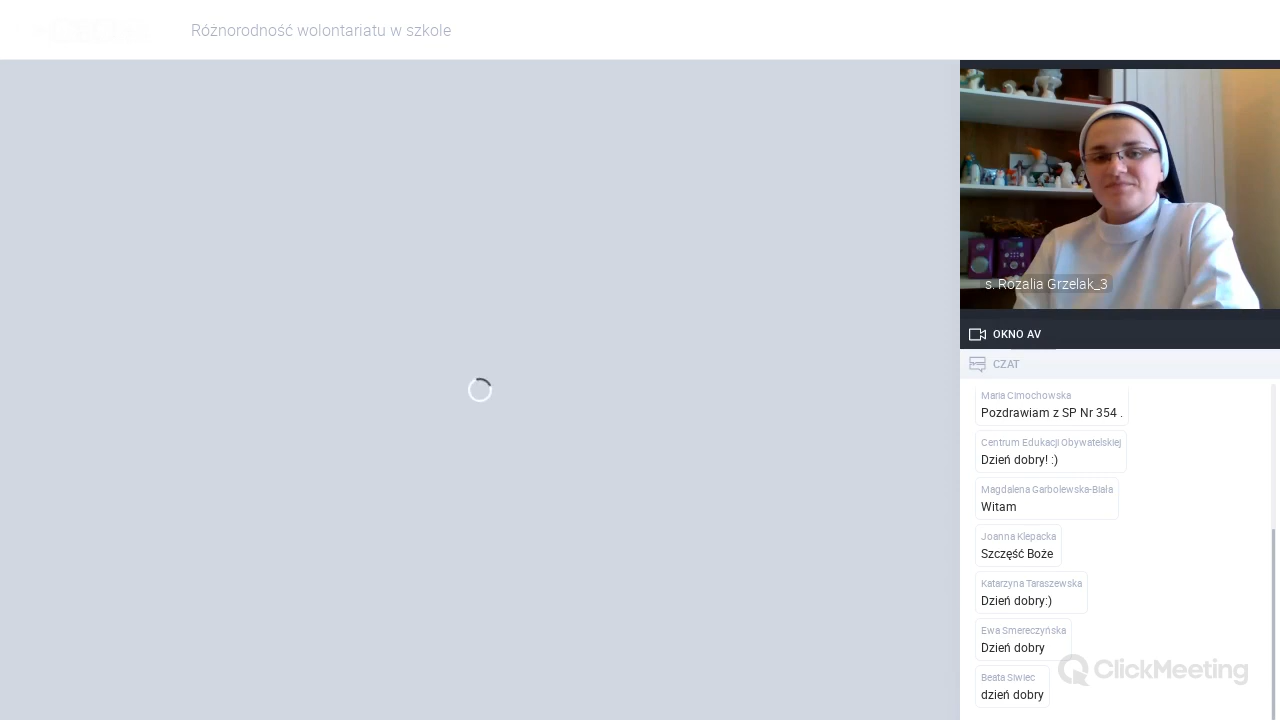 Różnorodność wolontariatu w szkole
s. Rozalia Grzelak_3
OKNO AV
CZAT
Maria Cimochowska
Pozdrawiam z SP Nr 354 .
Centrum Edukacji Obywatelskiej
Dzień dobry! :)
Magdalena Garbolewska-Biała
Witam
Joanna Klepacka
Szczęść Boże
Katarzyna Taraszewska
Dzień dobry:)
Ewa Smereczyńska
Dzień dobry
Beata Siwiec
dzień dobry
ClickMeeting